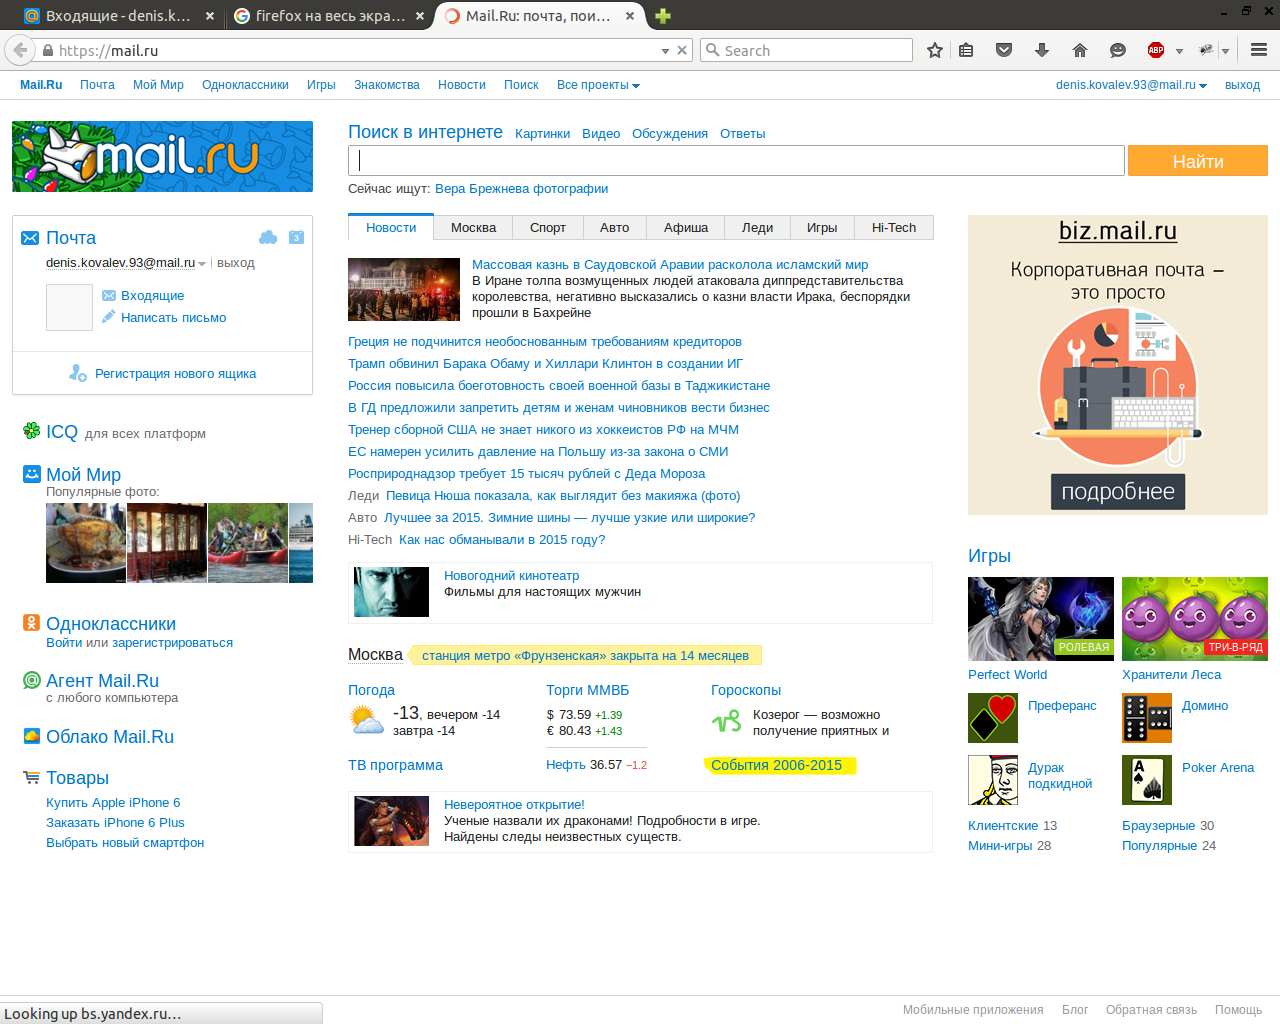 Входящие - denis.k...
firefox на весь экра...
Mail.Ru: почта, пои...
https://mail.ru
Search
ABP
Mail.Ru Почта Мой Мир Одноклассники Игры Знакомства Новости Поиск Все проекты
denis.kovalev.93@mail.ru выход
mail.ru
Поиск в интернете Картинки Видео Обсуждения Ответы
Найти
Сейчас ищут: Вера Брежнева фотографии
Почта
3
denis.kovalev.93@mail.ru выход
Входящие
Написать письмо
Регистрация нового ящика
ICQ для всех платформ
Мой Мир
Популярные фото:
Одноклассники
Войти или зарегистрироваться
Агент Mail.Ru
с любого компьютера
Облако Mail.Ru
Товары
Купить Apple iPhone 6
Заказать iPhone 6 Plus
Выбрать новый смартфон
Новости Москва Спорт Авто Афиша Леди Игры Hi-Tech
Массовая казнь в Саудовской Аравии расколола исламский мир
В Иране толпа возмущенных людей атаковала диппредставительства
королевства, негативно высказались о казни власти Ирака, беспорядки
прошли в Бахрейне
Греция не подчинится необоснованным требованиям кредиторов
Трамп обвинил Барака Обаму и Хиллари Клинтон в создании ИГ
Россия повысила боеготовность своей военной базы в Таджикистане
В ГД предложили запретить детям и женам чиновников вести бизнес
Тренер сборной США не знает никого из хоккеистов РФ на МЧМ
ЕС намерен усилить давление на Польшу из-за закона о СМИ
Росприроднадзор требует 15 тысяч рублей с Деда Мороза
Леди Певица Нюша показала, как выглядит без макияжа (фото)
Авто Лучшее за 2015. Зимние шины — лучше узкие или широкие?
Hi-Tech Как нас обманывали в 2015 году?
Новогодний кинотеатр
Фильмы для настоящих мужчин
Москва станция метро «Фрунзенская» закрыта на 14 месяцев
Погода
-13, вечером -14
завтра -14
ТВ программа
Торги ММВБ
$ 73.59 +1.39
€ 80.43 +1.43
Нефть 36.57 −1.2
Гороскопы
Козерог — возможно
получение приятных и
События 2006-2015
Невероятное открытие!
Ученые назвали их драконами! Подробности в игре.
Найдены следы неизвестных существ.
biz.mail.ru
Корпоративная почта –
это просто
подробнее
Игры
РОЛЕВАЯ
ТРИ-В-РЯД
Perfect World
Хранители Леса
Преферанс
Домино
Дурак
подкидной
A
Poker Arena
Клиентские 13
Браузерные 30
Мини-игры 28
Популярные 24
Looking up bs.yandex.ru...
Мобильные приложения Блог Обратная связь Помощь